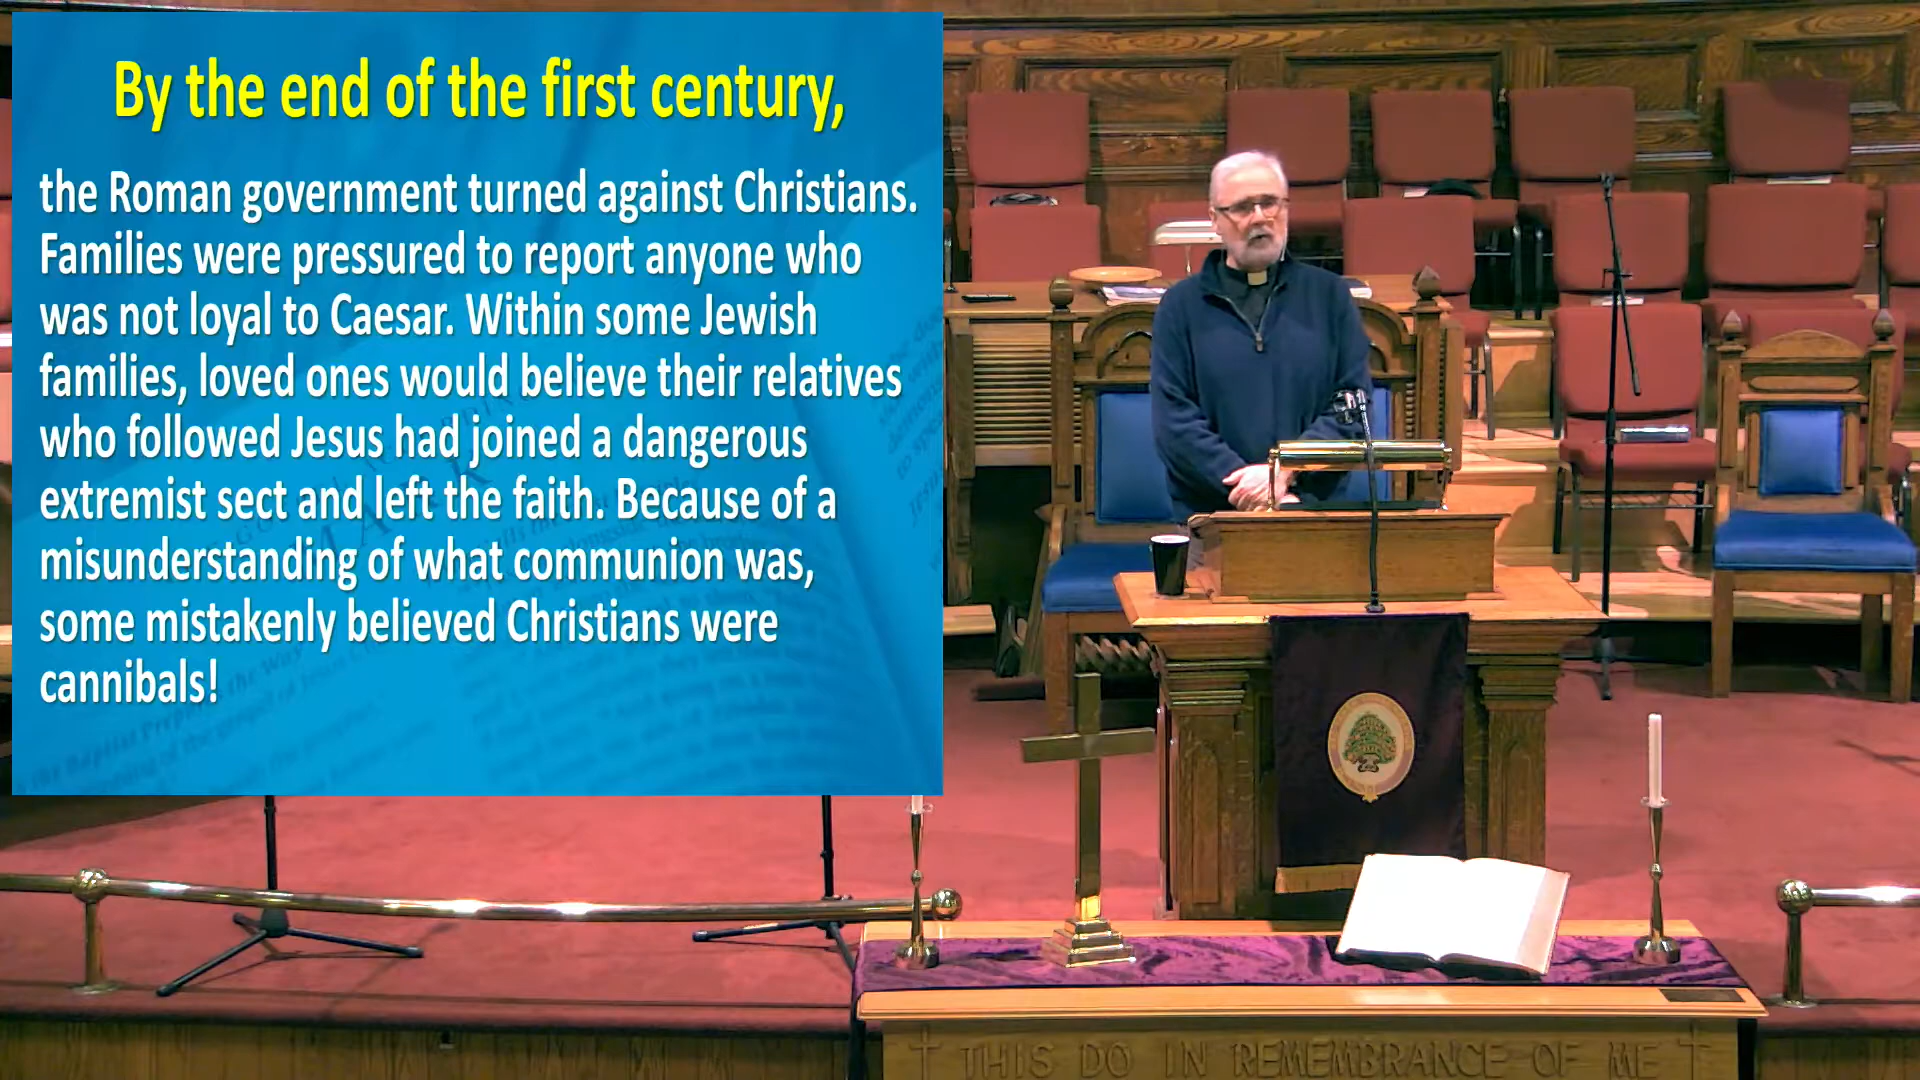 By the end of the first century,
the Roman government turned against Christians.
Families were pressured to report anyone who
was not loyal to Caesar. Within some Jewish
families, loved ones would believe their relatives
who followed Jesus had joined a dangerous
extremist sect and left the faith. Because of a
misunderstanding of what communion was,
some mistakenly believed Christians were
cannibals!
THIS DO IN REMEMBRANCE OF ME